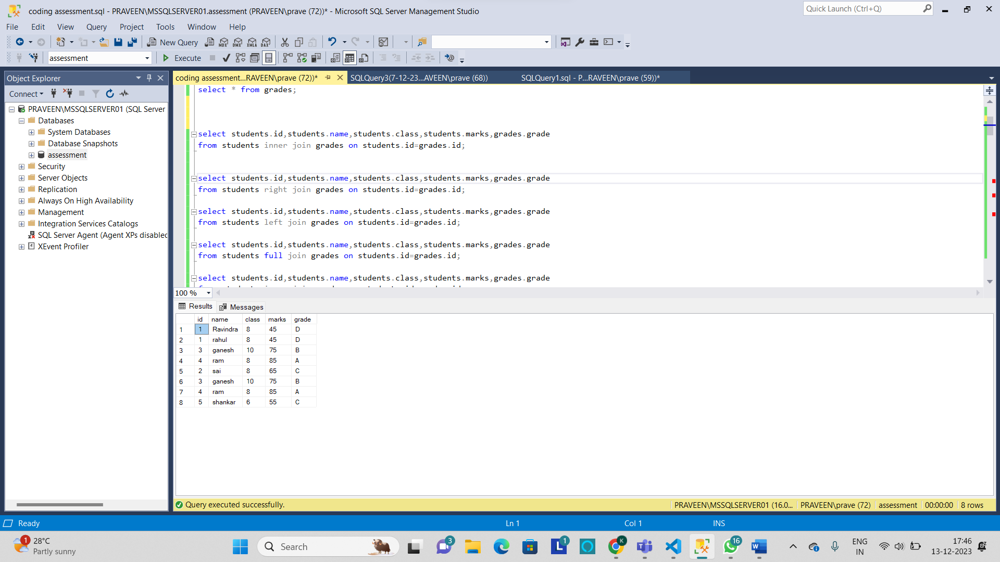 coding assessment.sql - PRAVEEN\MSSQLSERVER01.assessment (PRAVEEN\prave (72))* - Microsoft SQL Server Management Studio
Quick Launch (Ctrl+Q)
File Edit View Query Project Tools Window Help
New Query MDX DMX XMLA DAX
assessment Execute
Object Explorer
coding assessment...RAVEEN\prave (72))* SQLQuery3(7-12-23...AVEEN\prave (68)) SQLQuery1.sql - P...RAVEEN\prave (59))*
Connect
PRAVEEN\MSSQLSERVER01 (SQL Server
Databases
System Databases
Database Snapshots
assessment
Security
Server Objects
Replication
Always On High Availability
Management
Integration Services Catalogs
SQL Server Agent (Agent XPs disabled
XEvent Profiler
select * from grades;
select students.id,students.name,students.class,students.marks,grades.grade
from students inner join grades on students.id=grades.id;
select students.id,students.name,students.class,students.marks,grades.grade
from students right join grades on students.id=grades.id;
select students.id,students.name,students.class,students.marks,grades.grade
from students left join grades on students.id=grades.id;
select students.id,students.name,students.class,students.marks,grades.grade
from students full join grades on students.id=grades.id;
select students.id,students.name,students.class,students.marks,grades.grade
100 %
Results Messages
id name class marks grade
1 1 Ravindra 8 45 D
2 1 rahul 8 45 D
3 3 ganesh 10 75 B
4 4 ram 8 85 A
5 2 sai 8 65 C
6 3 ganesh 10 75 B
7 4 ram 8 85 A
8 5 shankar 6 55 C
Query executed successfully. PRAVEEN\MSSQLSERVER01 (16.0... PRAVEEN\prave (72) assessment 00:00:00 8 rows
Ready Ln 1 Col 1 INS
1 28°C
Partly sunny
Search
3
L 1
K
16
ENG
IN
17:46
13-12-2023